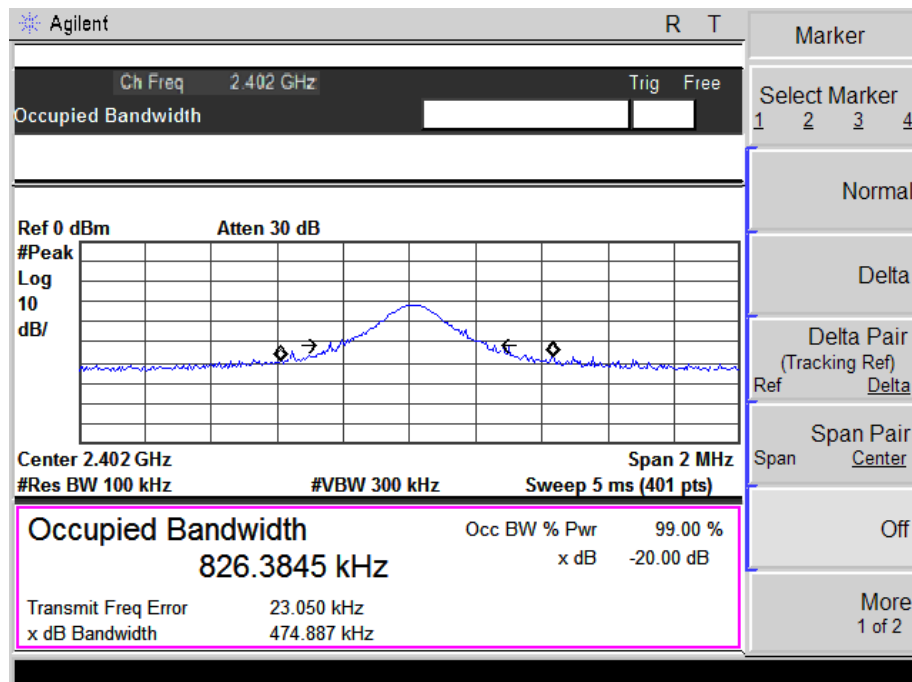 Agilent R T
Ch Freq 2.402 GHz Trig Free
Occupied Bandwidth
Ref 0 dBm Atten 30 dB
#Peak
Log
10
dB/
Center 2.402 GHz Span 2 MHz
#Res BW 100 kHz #VBW 300 kHz Sweep 5 ms (401 pts)
Occupied Bandwidth
826.3845 kHz
Occ BW % Pwr 99.00 %
x dB -20.00 dB
Transmit Freq Error 23.050 kHz
x dB Bandwidth 474.887 kHz
Marker
Select Marker
1 2 3 4
Normal
Delta
Delta Pair
(Tracking Ref)
Ref Delta
Span Pair
Span Center
Off
More
1 of 2